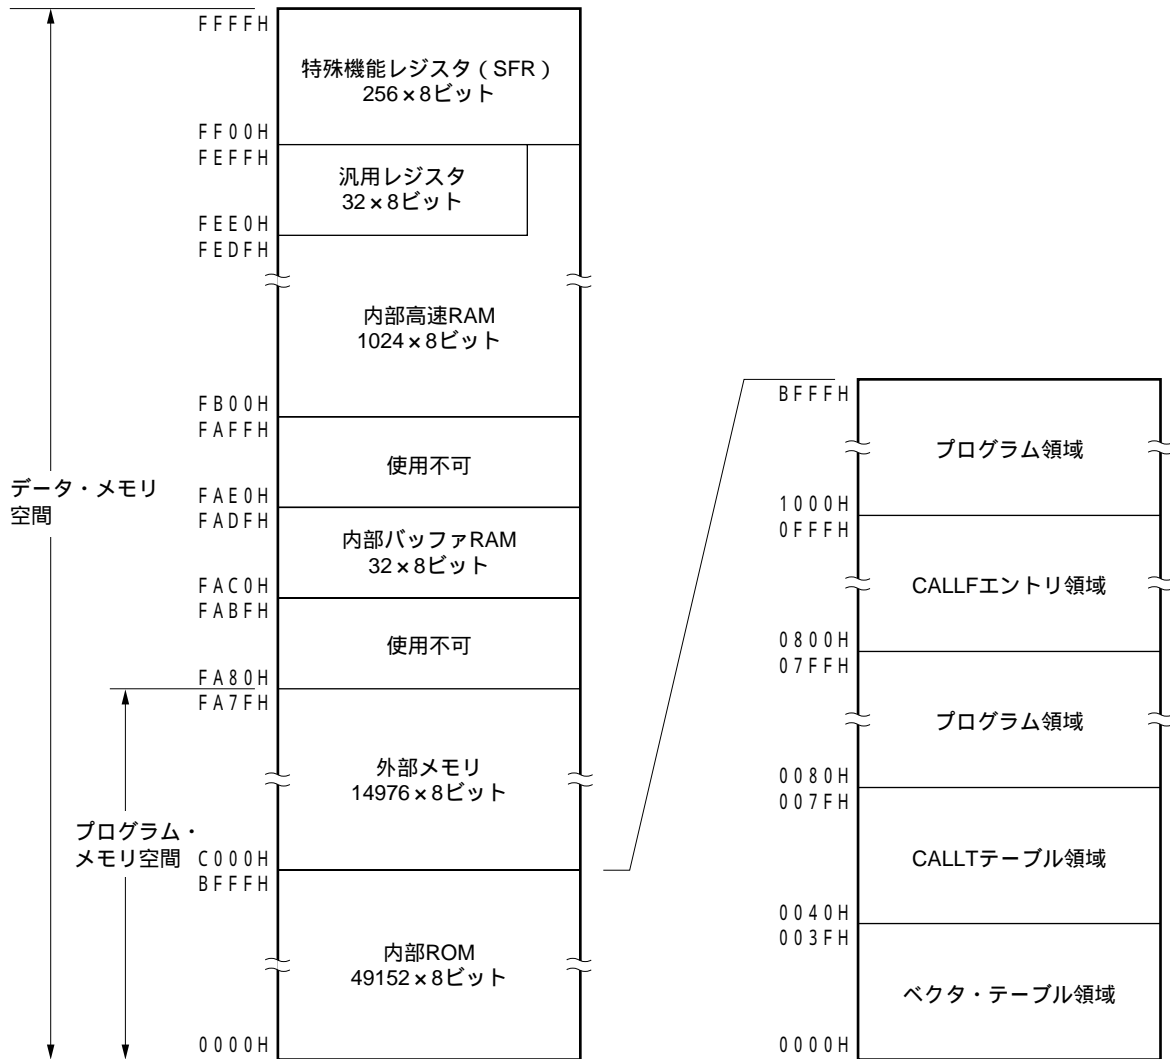 FFFFH
特殊機能レジスタ（SFR）
256×8ビット
FF00H
FEFFH
汎用レジスタ
32×8ビット
FEE0H
FEDFH
内部高速RAM
1024×8ビット
FB00H
FAFFH
使用不可
データ・メモリ
空間
FAE0H
FADFH
内部バッファRAM
32×8ビット
FAC0H
FABFH
使用不可
FA80H
FA7FH
外部メモリ
14976×8ビット
プログラム・
メモリ空間
C000H
BFFFH
内部ROM
49152×8ビット
0000H
BFFFH
プログラム領域
1000H
0FFFH
CALLFエントリ領域
0800H
07FFH
プログラム領域
0080H
007FH
CALLTテーブル領域
0040H
003FH
ベクタ・テーブル領域
0000H